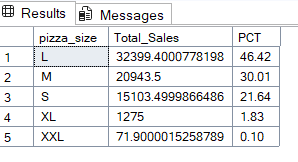 Results Messages
pizza_size Total_Sales PCT
1 L 32399.4000778198 46.42
2 M 20943.5 30.01
3 S 15103.4999866486 21.64
4 XL 1275 1.83
5 XXL 71.9000015258789 0.10